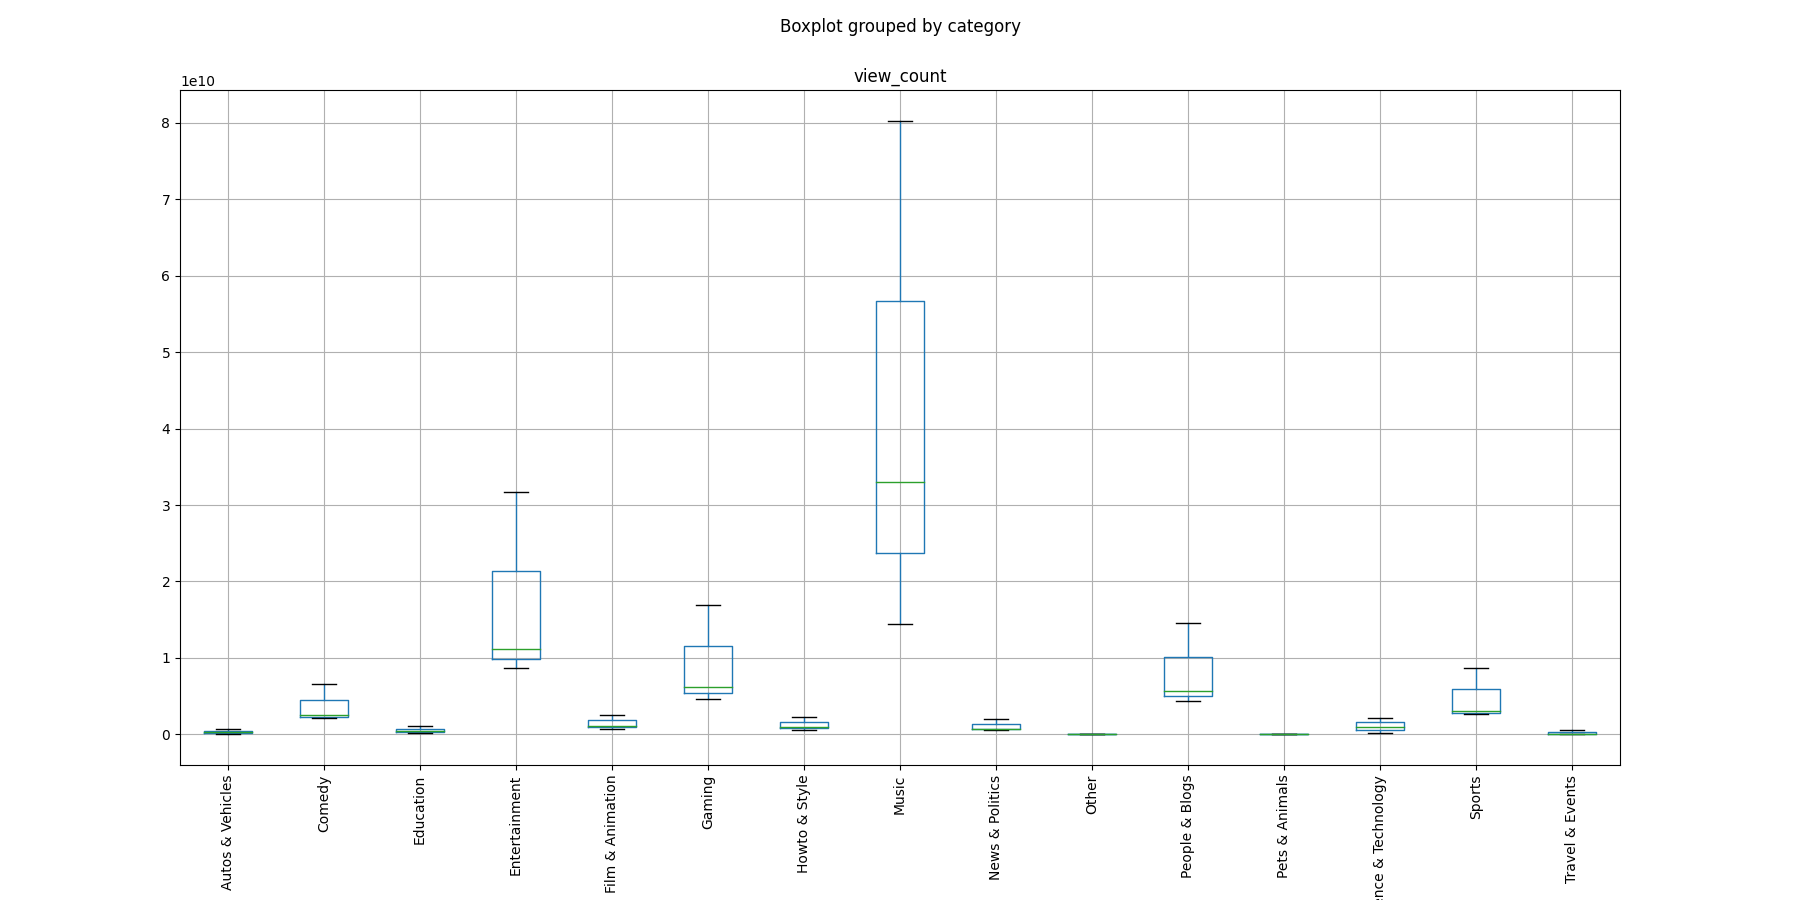 Boxplot grouped by category
view_count
1e10
8
7
6
5
4
3
2
1
0
Autos & Vehicles
Comedy
Education
Entertainment
Film & Animation
Gaming
Howto & Style
Music
News & Politics
Other
People & Blogs
Pets & Animals
ence & Technology
Sports
Travel & Events